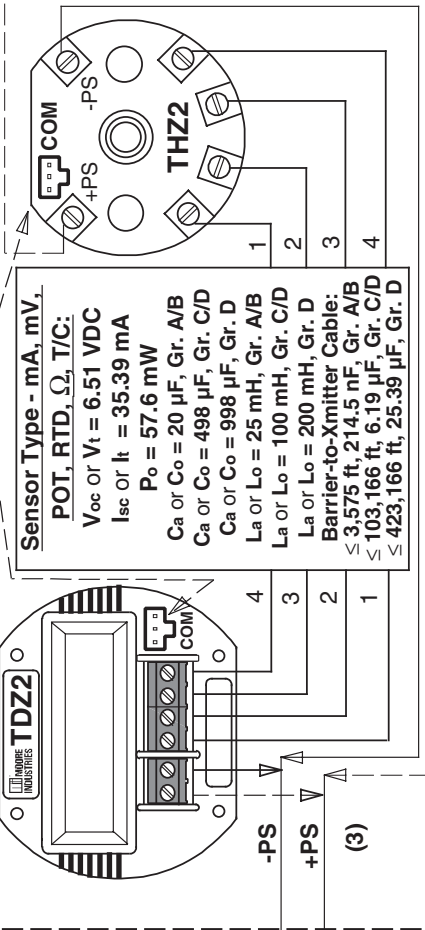 MOORE
INDUSTRIES
TDZ2
COM
4
3
2
1
-PS
+PS
(3)
Sensor Type - mA, mV,
POT, RTD, Ω, T/C:
Voc or Vt = 6.51 VDC
Isc or It = 35.39 mA
Po = 57.6 mW
Ca or Co = 20 µF, Gr. A/B
Ca or Co = 498 µF, Gr. C/D
Ca or Co = 998 µF, Gr. D
La or Lo = 25 mH, Gr. A/B
La or Lo = 100 mH, Gr. C/D
La or Lo = 200 mH, Gr. D
Barrier-to-Xmitter Cable:
≤ 3,575 ft, 214.5 nF, Gr. A/B
≤ 103,166 ft, 6.19 µF, Gr. C/D
≤ 423,166 ft, 25.39 µF, Gr. D
1
2
3
4
COM
+PS
-PS
THZ2